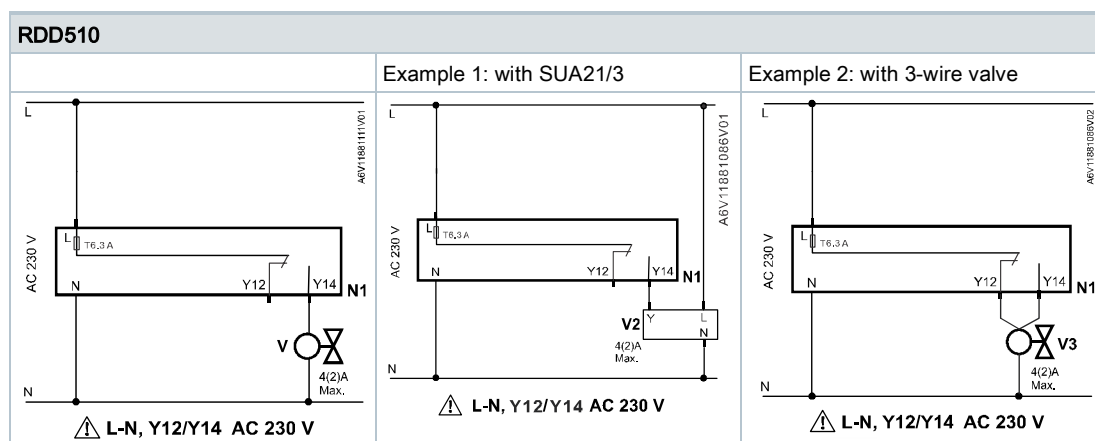 RDD510
Example 1: with SUA21/3
Example 2: with 3-wire valve
L
A6V11881111V01
AC 230 V
L
T6.3 A
N
Y12
Y14
N1
V
4(2)A
Max.
N
L-N, Y12/Y14 AC 230 V
L
A6V11881086V01
AC 230 V
L
T6.3 A
N
Y12
Y14
N1
V2
Y
L
N
4(2)A
Max.
N
L-N, Y12/Y14 AC 230 V
L
A6V11881086V02
AC 230 V
L
T6.3 A
N
Y12
Y14
N1
V3
4(2)A
Max.
N
L-N, Y12/Y14 AC 230 V